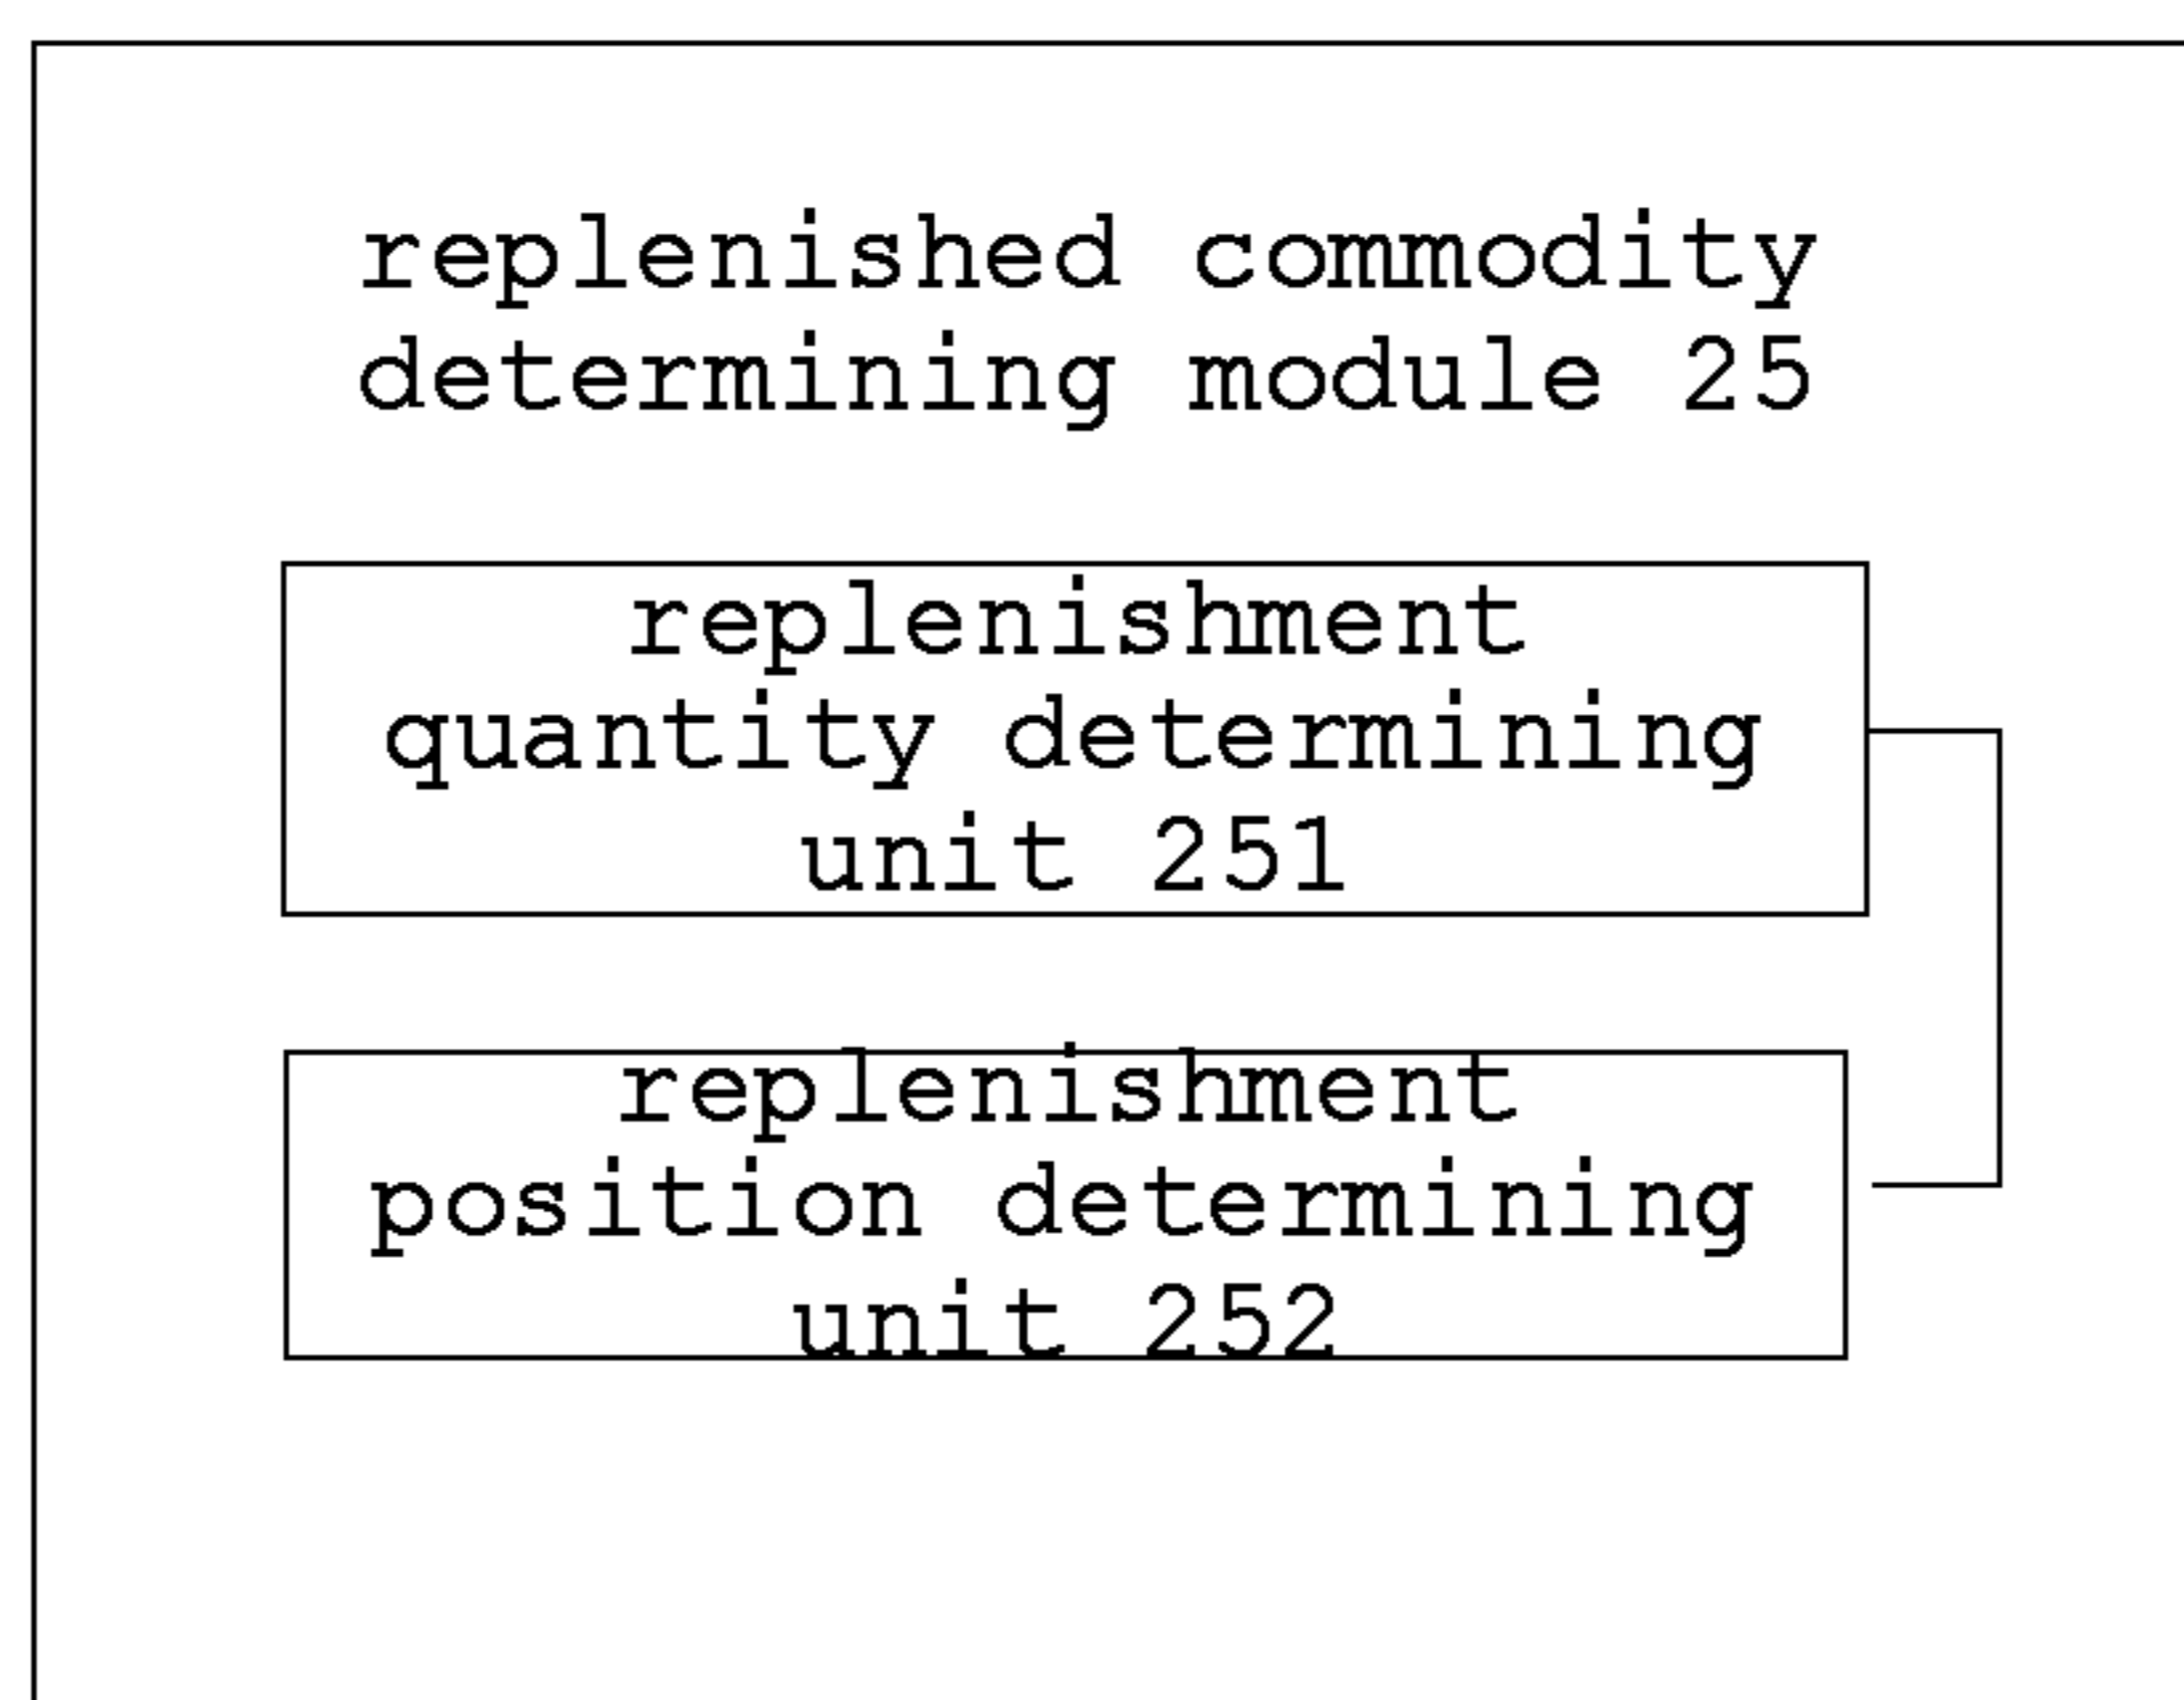 replenished commodity
determining module 25
replenishment
quantity determining
unit 251
replenishment
position determining
unit 252